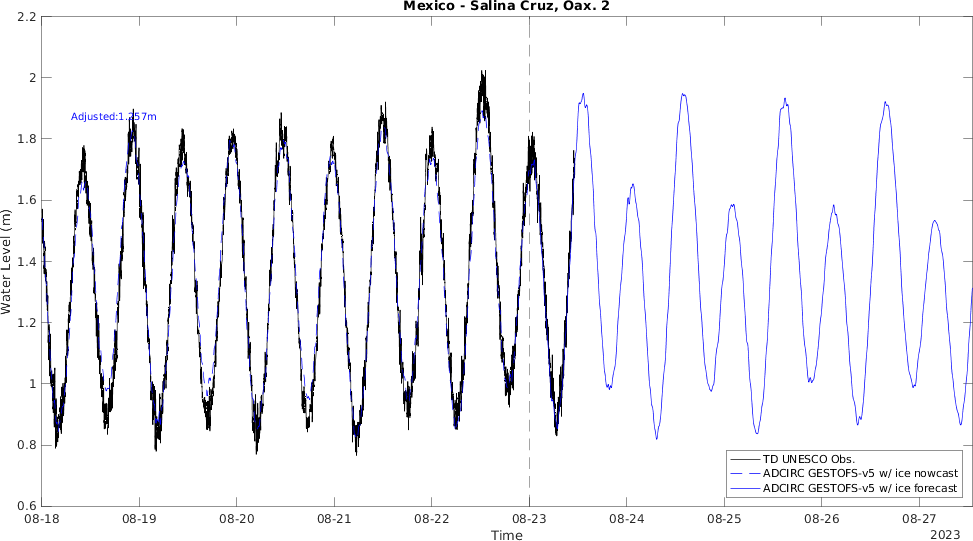 Mexico - Salina Cruz, Oax. 2
2.2
2
1.8
1.6
1.4
1.2
1
0.8
0.6
Water Level (m)
Adjusted:1.257m
TD UNESCO Obs.
ADCIRC GESTOFS-v5 w/ ice nowcast
ADCIRC GESTOFS-v5 w/ ice forecast
08-18 08-19 08-20 08-21 08-22 08-23 08-24 08-25 08-26 08-27
Time
2023